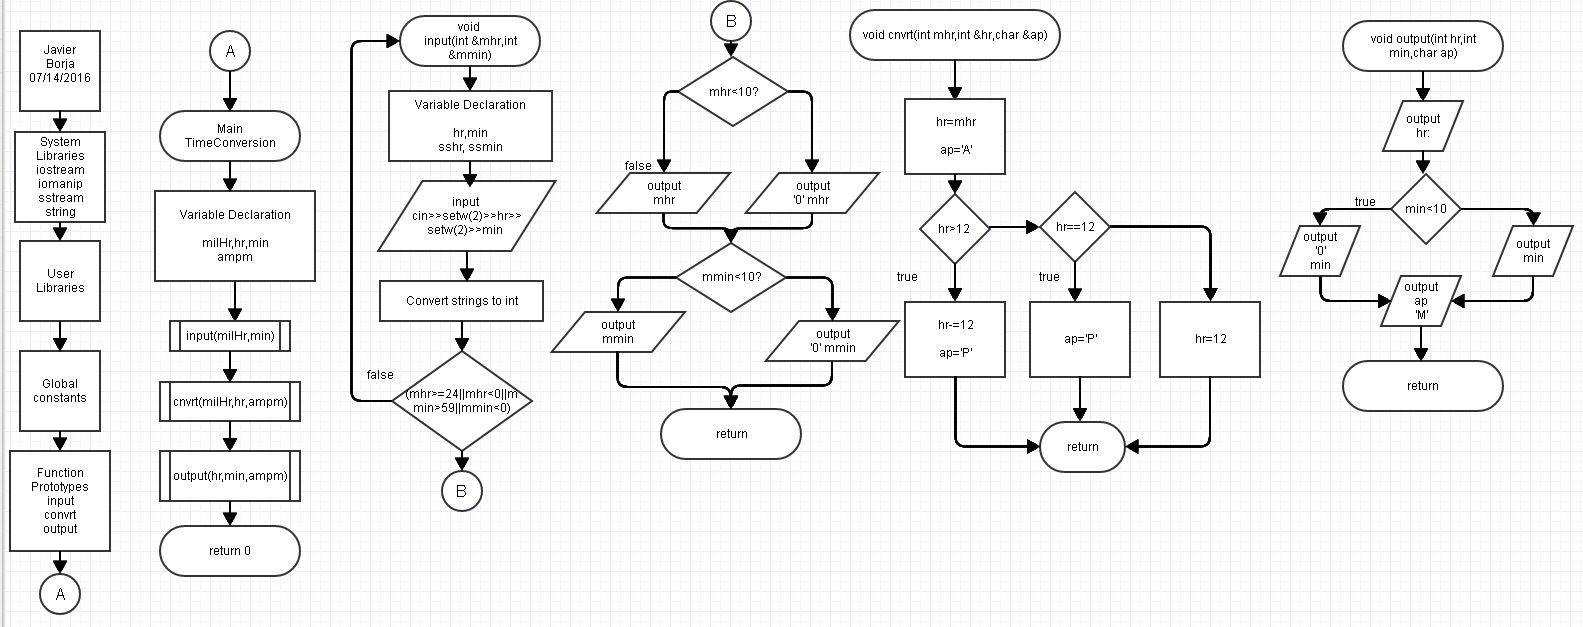 Javier
Borja
07/14/2016
System
Libraries
iostream
iomanip
sstream
string
User
Libraries
Global
constants
Function
Prototypes
input
convrt
output
A
A
Main
TimeConversion
Variable Declaration
milHr,hr,min
ampm
input(milHr,min)
cnvrt(milHr,hr,ampm)
output(hr,min,ampm)
return 0
void
input(int &mhr,int
&mmin)
Variable Declaration
hr,min
sshr, ssmin
input
cin>>setw(2)>>hr>>
setw(2)>>min
Convert strings to int
false
(mhr>=24||mhr<0||m
min>59||mmin<0)
B
B
mhr<10?
false
output
mhr
output
'0' mhr
mmin<10?
output
mmin
output
'0' mmin
return
void cnvrt(int mhr,int &hr,char &ap)
hr=mhr
ap='A'
hr>12
hr==12
true
true
hr-=12
ap='P'
ap='P'
hr=12
return
void output(int hr,int
min,char ap)
output
hr:
min<10
true
output
'0'
min
output
min
output
ap
'M'
return